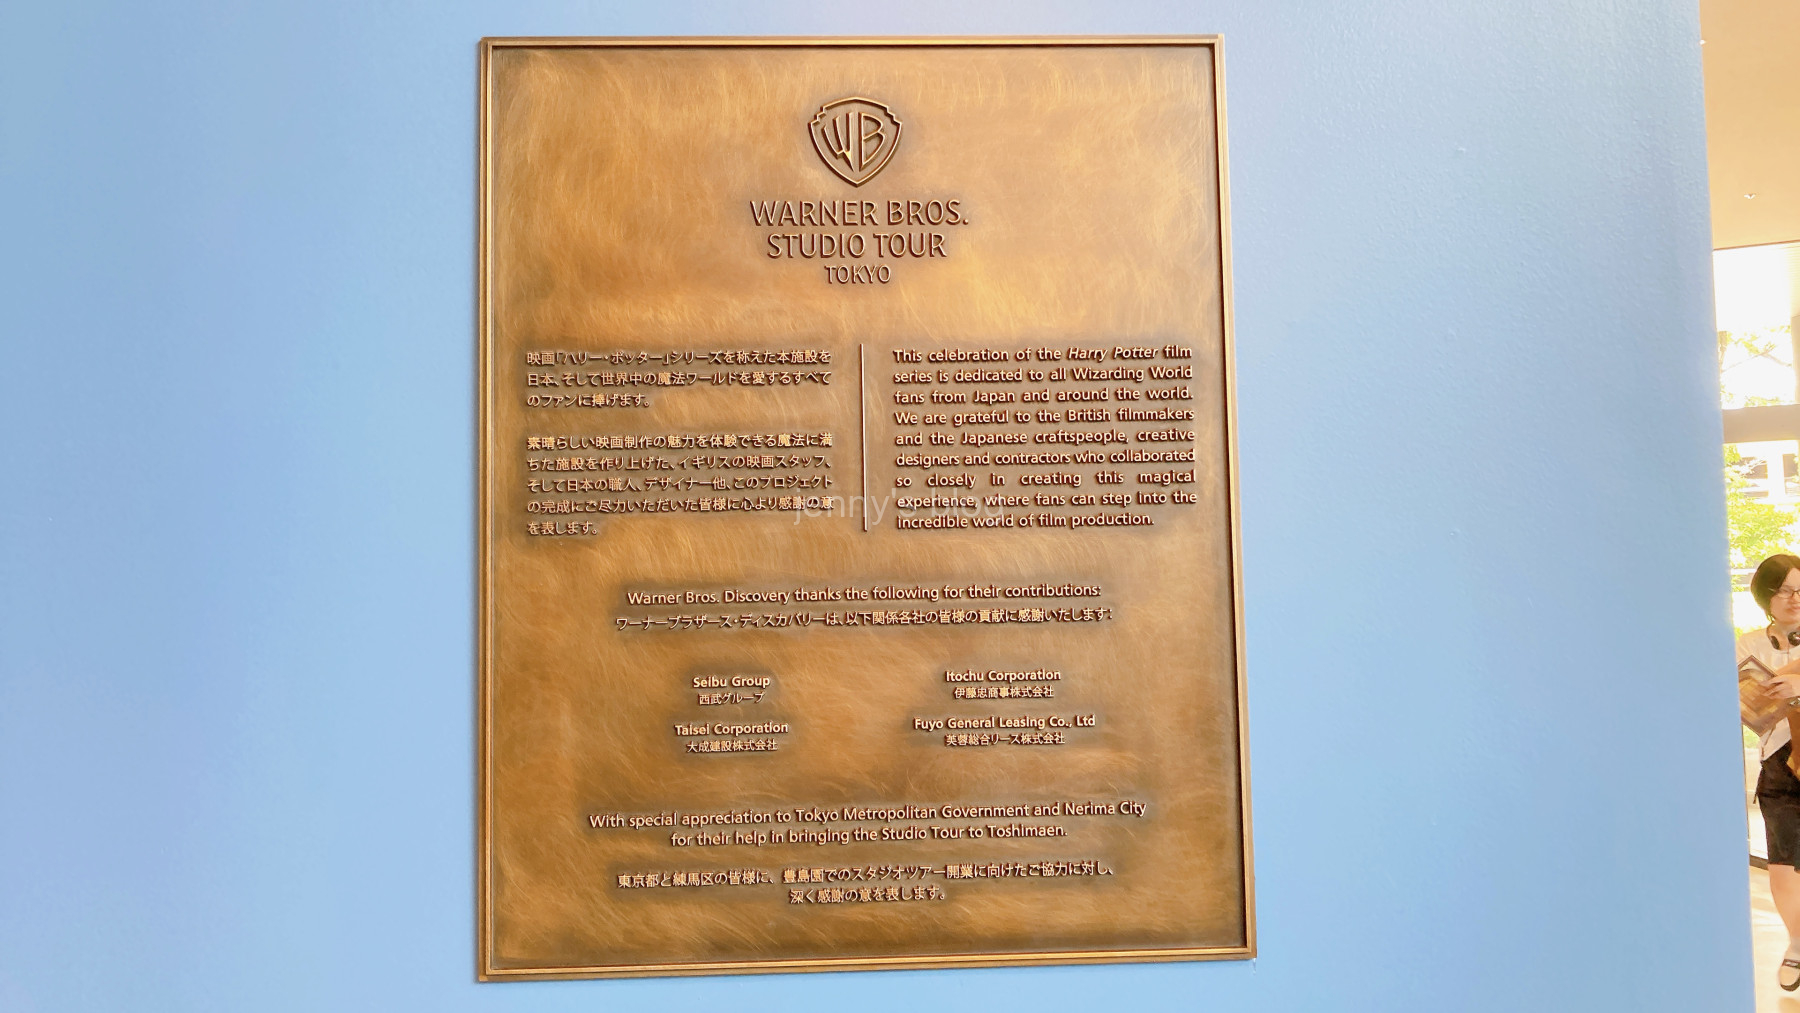 WB
WARNER BROS.
STUDIO TOUR
TOKYO
映画「ハリー・ポッター」シリーズを称えた本施設を
日本、そして世界中の魔法ワールドを愛するすべて
のファンに捧げます。
素晴らしい映画制作の魅力を体験できる魔法に満
ちた施設を作り上げた、イギリスの映画スタッフ、
そして日本の職人、デザイナー他、このプロジェクト
の完成にご尽力いただいた皆様に心より感謝の意
を表します。
This celebration of the Harry Potter film
series is dedicated to all Wizarding World
fans from Japan and around the world.
We are grateful to the British filmmakers
and the Japanese craftspeople, creative
designers and contractors who collaborated
so closely in creating this magical
experience, where fans can step into the
incredible world of film production.
jenny's blog
Warner Bros. Discovery thanks the following for their contributions:
ワーナーブラザース・ディスカバリーは、以下関係各社の皆様の貢献に感謝いたします:
Seibu Group
西武グループ
Itochu Corporation
伊藤忠商事株式会社
Taisei Corporation
大成建設株式会社
Fuyo General Leasing Co., Ltd
芙蓉総合リース株式会社
With special appreciation to Tokyo Metropolitan Government and Nerima City
for their help in bringing the Studio Tour to Toshimaen.
東京都と練馬区の皆様に、豊島園でのスタジオツアー開業に向けたご協力に対し、
深く感謝の意を表します。